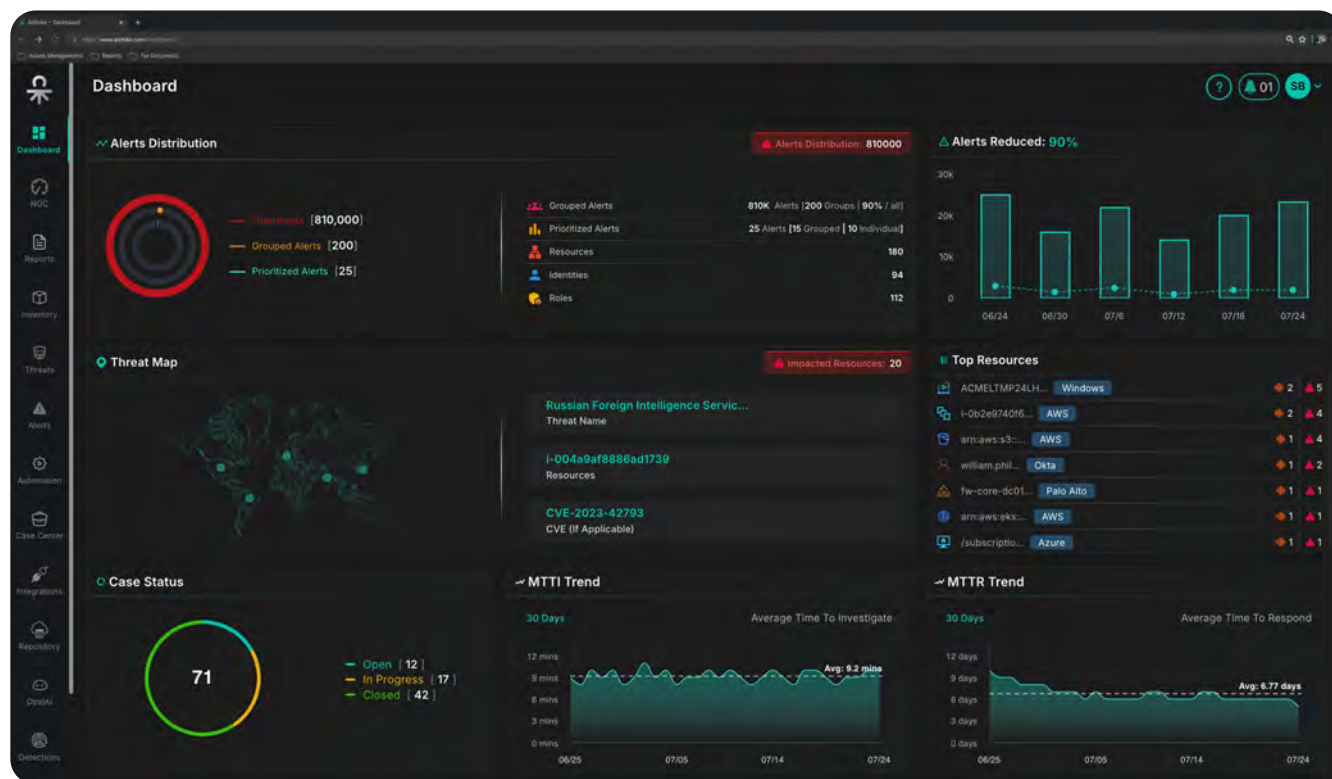 Dashboard
? 01 SB
Dashboard
NOC
Reports
Inventory
Threats
Alerts
Automation
Case Center
Integrations
Repository
OpalAI
Detections
Alerts Distribution
Alerts Distribution: 810000
[810,000]
Grouped Alerts [200]
Prioritized Alerts [25]
Grouped Alerts 810K Alerts [200 Groups | 90% / all]
Prioritized Alerts 25 Alerts [15 Grouped | 10 Individual]
Resources 180
Identities 94
Roles 112
Alerts Reduced: 90%
30k
20k
10k
0
06/24 06/30 07/6 07/12 07/18 07/24
Threat Map
Impacted Resources: 20
Russian Foreign Intelligence Servic...
Threat Name
i-004a9af8886ad1739
Resources
CVE-2023-42793
CVE (If Applicable)
Top Resources
ACMELTMP24LH... Windows 2 5
i-0b2e9740f6... AWS 2 4
arn:aws:s3::... AWS 1 4
william.phil... Okta 1 2
fw-core-dc01... Palo Alto 1 1
arn:aws:eks:... AWS 1 1
/subscriptio... Azure 1 1
Case Status
71
Open [ 12 ]
In Progress [ 17 ]
Closed [ 42 ]
MTTI Trend
30 Days Average Time To Investigate
12 mins
9 mins
6 mins
3 mins
0 mins
Avg: 9.2 mins
06/25 07/05 07/14 07/24
MTTR Trend
30 Days Average Time To Respond
12 days
9 days
6 days
3 days
0 days
Avg: 6.77 days
06/25 07/05 07/14 07/24